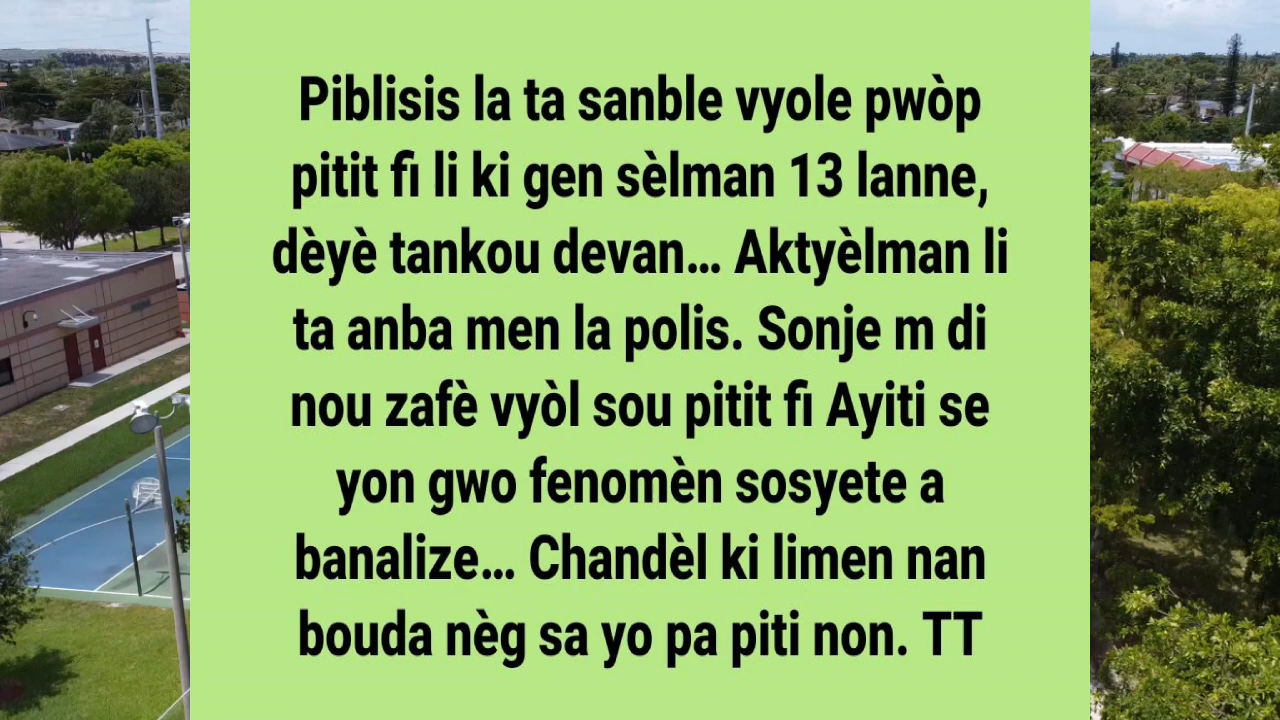 Piblisis la ta sanble vyole pwòp
pitit fi li ki gen sèlman 13 lanne,
dèyè tankou devan... Aktyèlman li
ta anba men la polis. Sonje m di
nou zafè vyòl sou pitit fi Ayiti se
yon gwo fenomèn sosyete a
banalize... Chandèl ki limen nan
bouda nèg sa yo pa piti non. TT